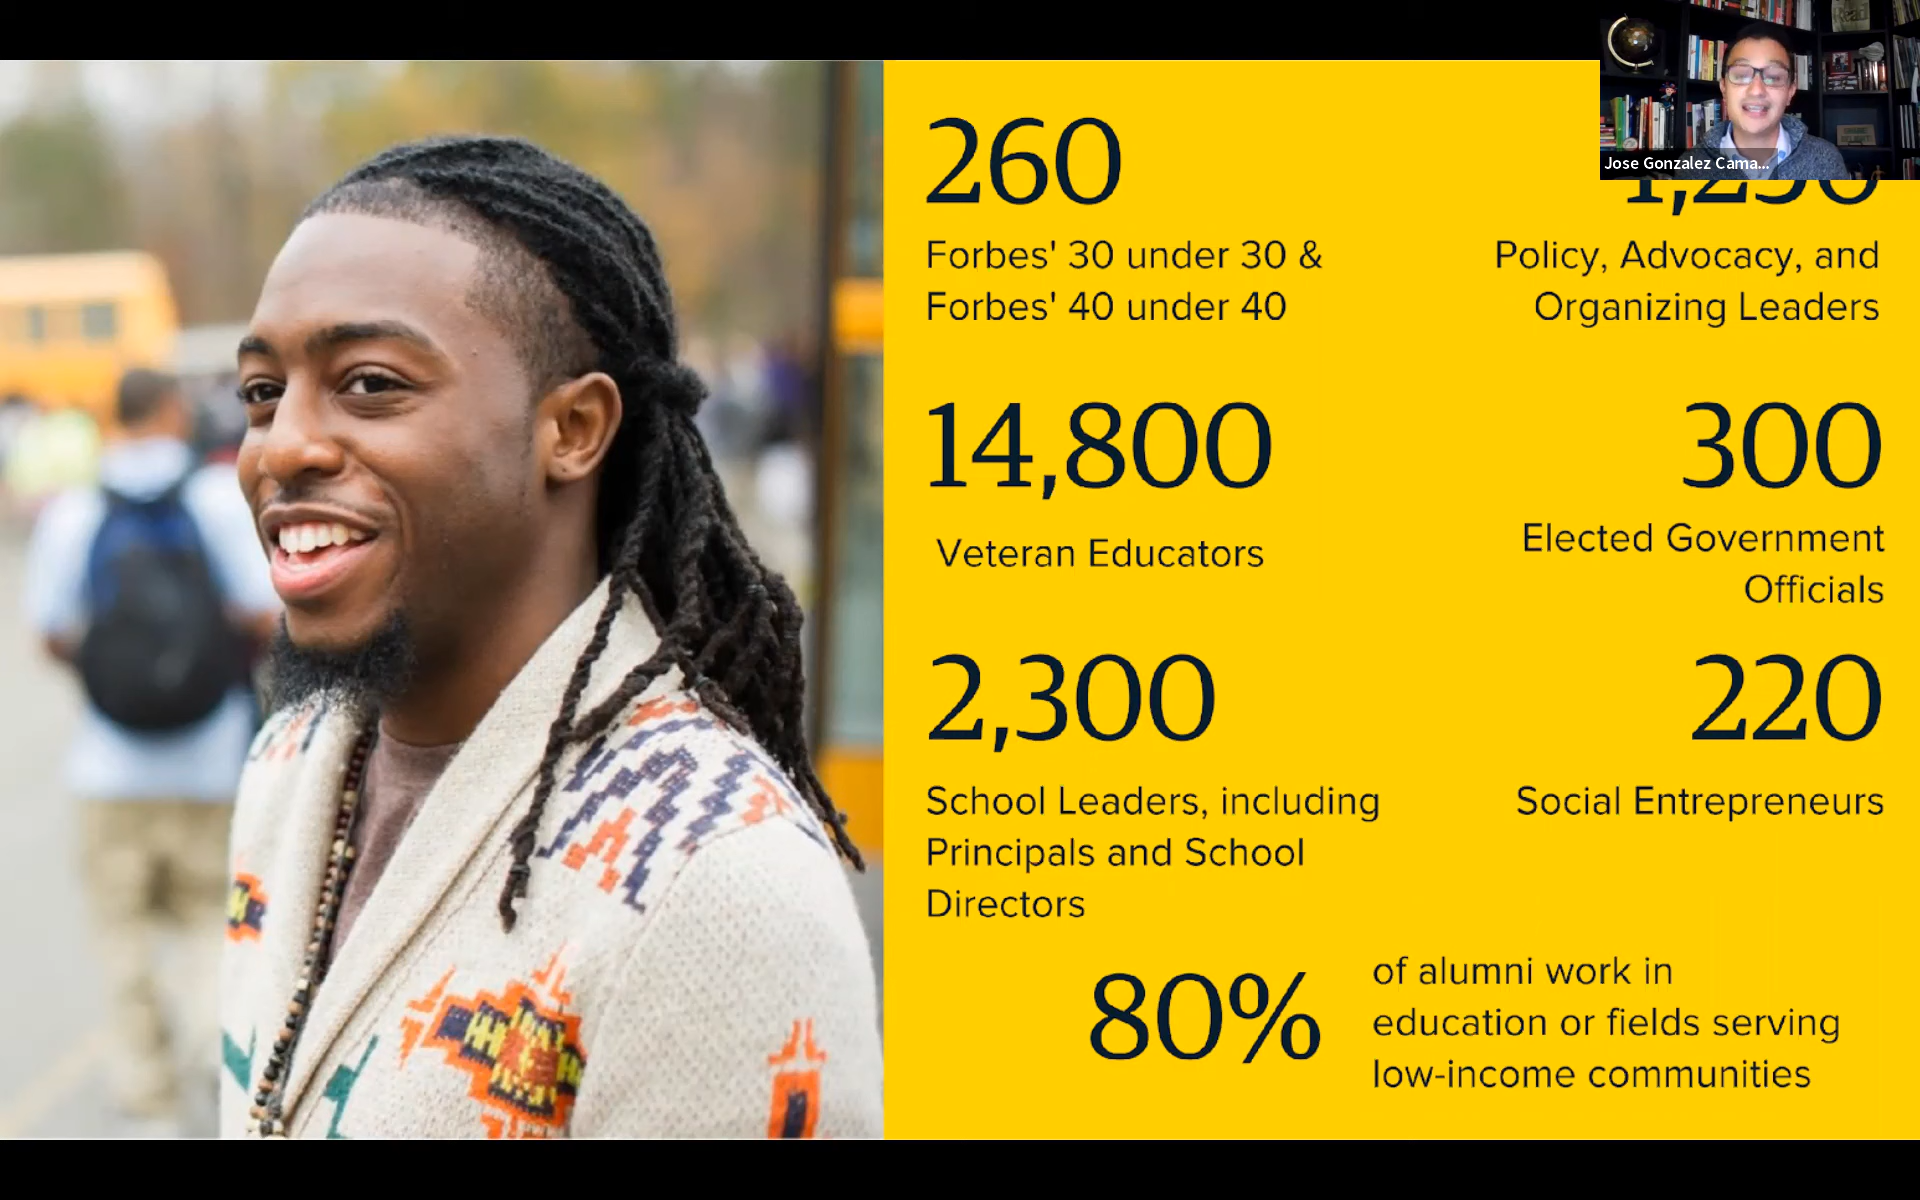 Jose Gonzalez Cama...
260
Forbes' 30 under 30 &
Forbes' 40 under 40
Policy, Advocacy, and
Organizing Leaders
14,800
Veteran Educators
300
Elected Government
Officials
2,300
School Leaders, including
Principals and School
Directors
220
Social Entrepreneurs
80%
of alumni work in
education or fields serving
low-income communities